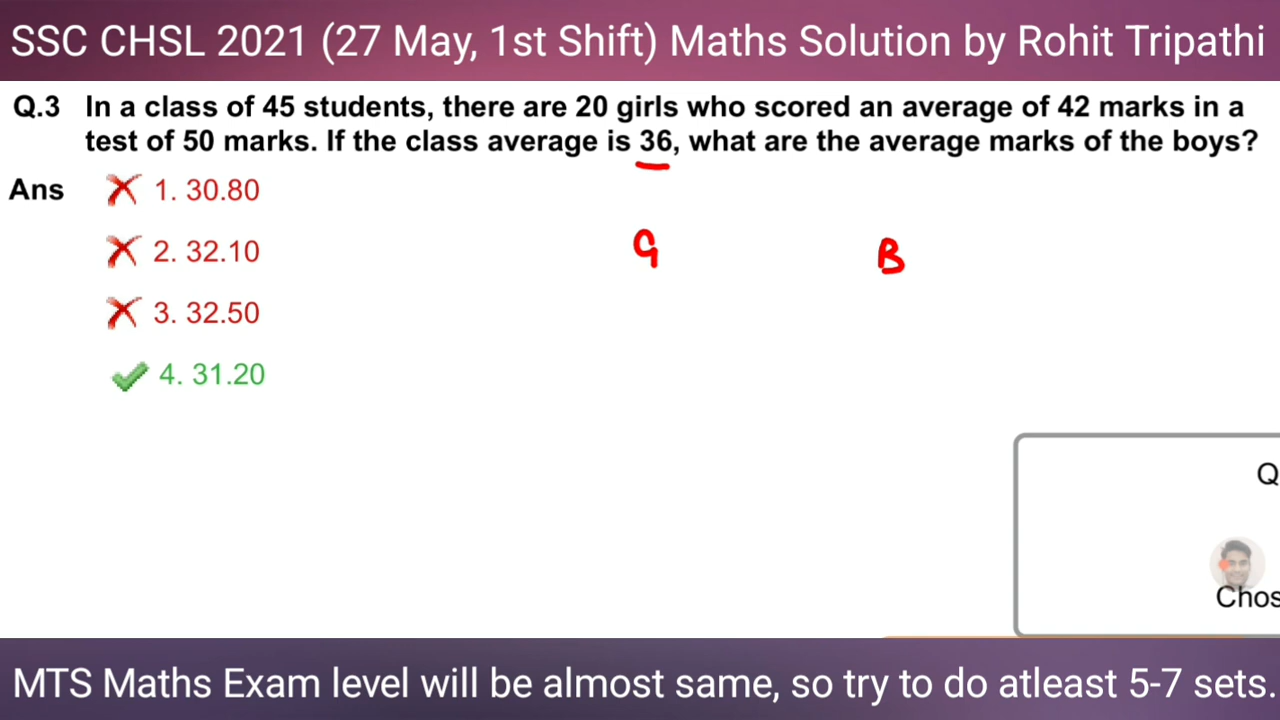 SSC CHSL 2021 (27 May, 1st Shift) Maths Solution by Rohit Tripathi
Q.3 In a class of 45 students, there are 20 girls who scored an average of 42 marks in a
test of 50 marks. If the class average is 36, what are the average marks of the boys?
Ans 1. 30.80
2. 32.10
3. 32.50
4. 31.20
G B
Q
Chos
MTS Maths Exam level will be almost same, so try to do atleast 5-7 sets.